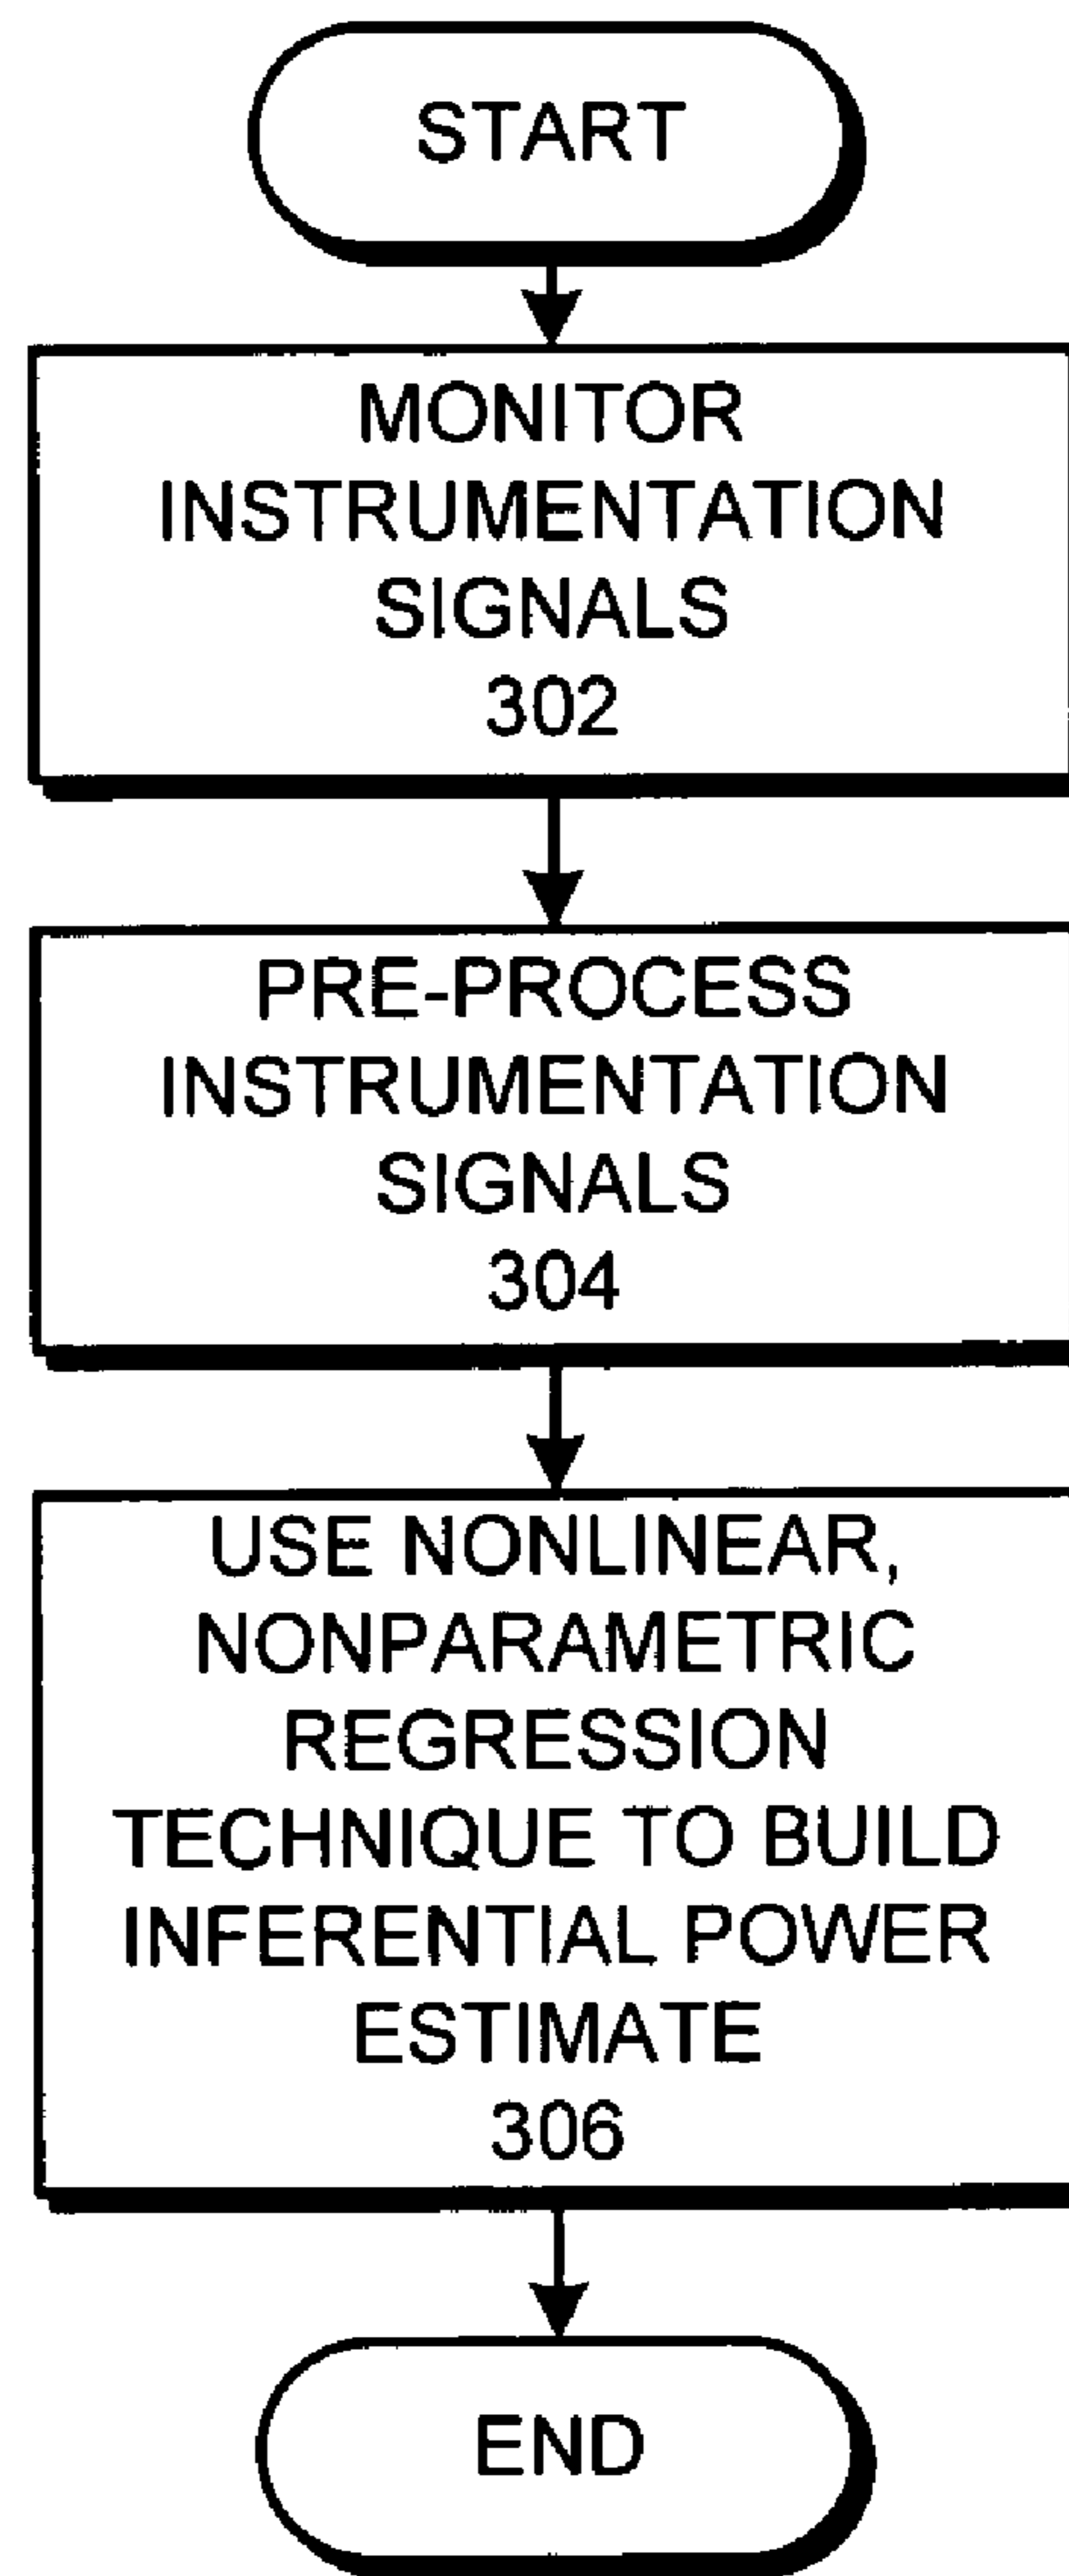 START
MONITOR
INSTRUMENTATION
SIGNALS
302
PRE-PROCESS
INSTRUMENTATION
SIGNALS
304
USE NONLINEAR,
NONPARAMETRIC
REGRESSION
TECHNIQUE TO BUILD
INFERENTIAL POWER
ESTIMATE
306
END